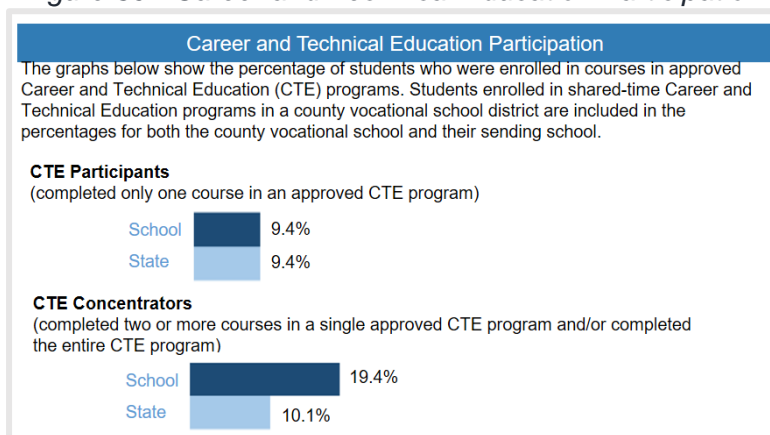 Career and Technical Education Participation
The graphs below show the percentage of students who were enrolled in courses in approved
Career and Technical Education (CTE) programs. Students enrolled in shared-time Career and
Technical Education programs in a county vocational school district are included in the
percentages for both the county vocational school and their sending school.
CTE Participants
(completed only one course in an approved CTE program)
School 9.4%
State 9.4%
CTE Concentrators
(completed two or more courses in a single approved CTE program and/or completed
the entire CTE program)
School 19.4%
State 10.1%